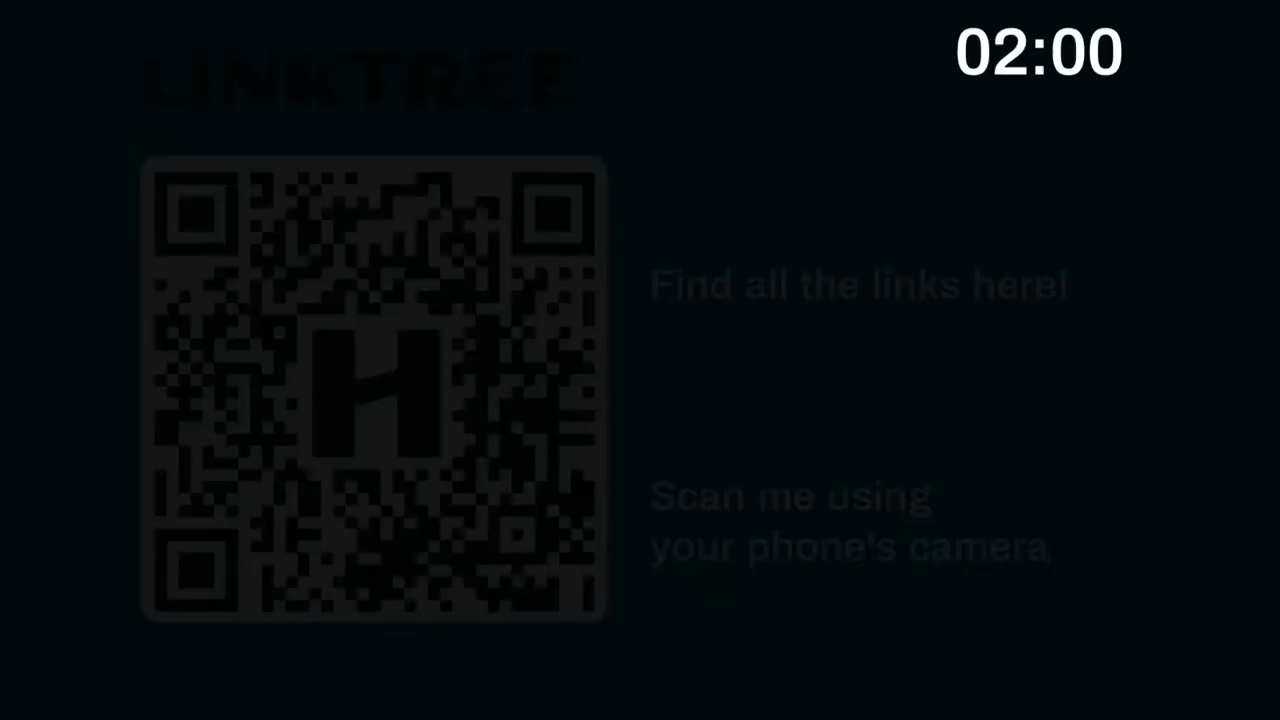 LINKTREE
02:00
H
Find all the links here!
Scan me using
your phone's camera